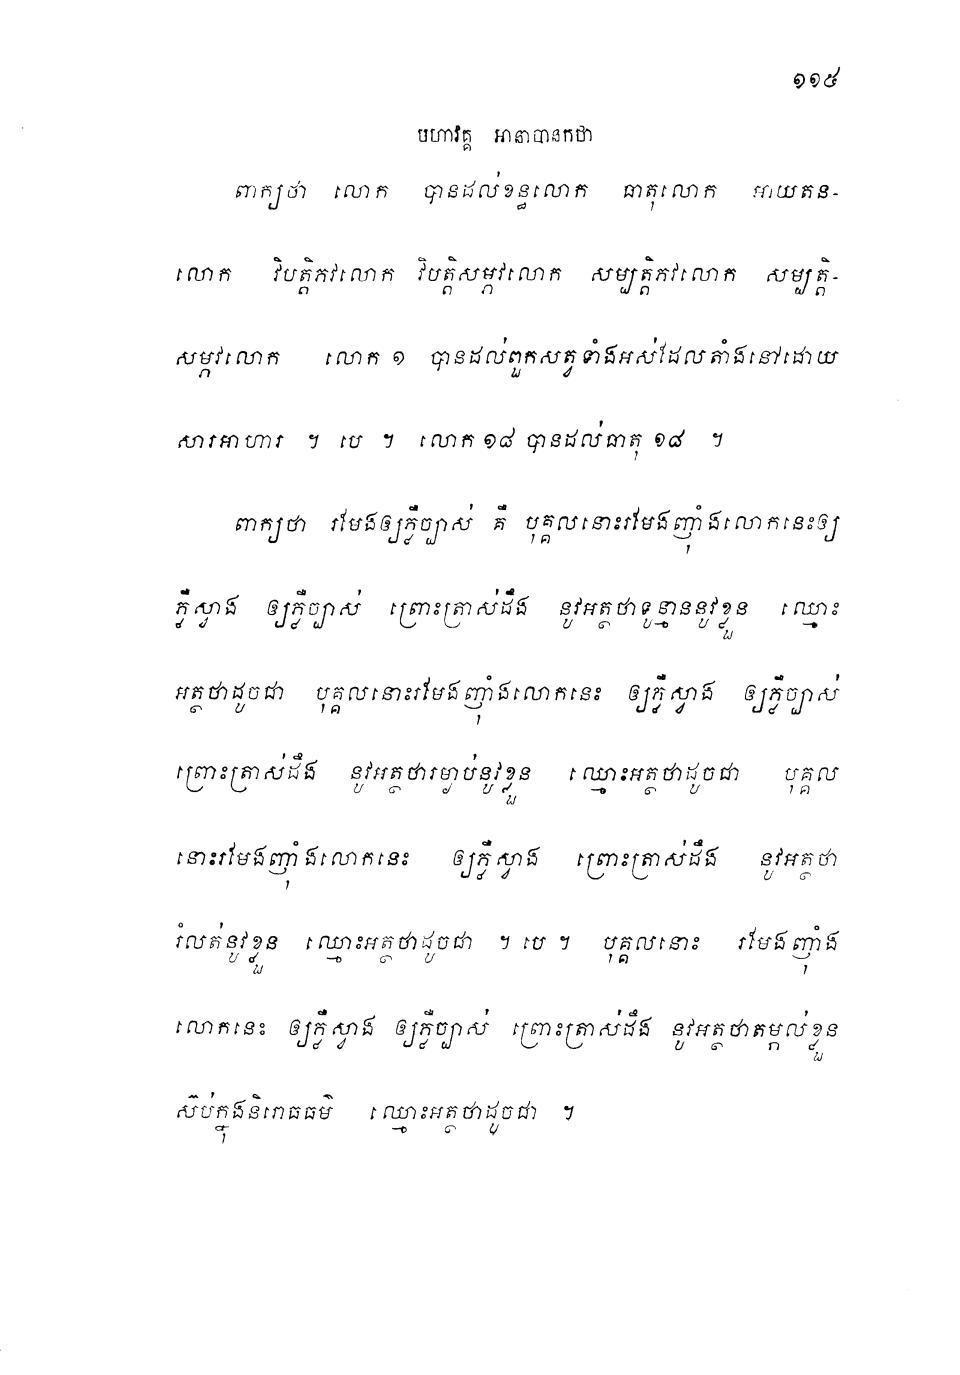 ១១៥
មហាវគ្គ អានាបានកថា
ពាក្យថា លោក បានដល់ខន្ធលោក ធាតុលោក អាយតន-
លោក វិបត្តិភវលោក វិបត្តិសម្ភវលោក សម្បត្តិភវលោក សម្បត្តិ-
សម្ភវលោក លោក ១ បានដល់ពួកសត្វទាំងអស់ដែលតាំងនៅដោយ
សារអាហារ ។ បេ ។ លោក ១៨ បានដល់ធាតុ ១៨ ។
ពាក្យថា រមែងឲ្យភ្លឺច្បាស់ គឺ បុគ្គលនោះរមែងញ៉ាំងលោកនេះឲ្យ
ភ្លឺស្វាង ឲ្យភ្លឺច្បាស់ ព្រោះត្រាស់ដឹង នូវអត្ថថាទូន្មាននូវខ្លួន ឈ្មោះ
អត្ថថាដូចជា បុគ្គលនោះរមែងញ៉ាំងលោកនេះ ឲ្យភ្លឺស្វាង ឲ្យភ្លឺច្បាស់
ព្រោះត្រាស់ដឹង នូវអត្ថថារម្ងាប់នូវខ្លួន ឈ្មោះអត្ថថាដូចជា បុគ្គល
នោះរមែងញ៉ាំងលោកនេះ ឲ្យភ្លឺស្វាង ព្រោះត្រាស់ដឹង នូវអត្ថថា
រំលត់នូវខ្លួន ឈ្មោះអត្ថថាដូចជា ។ បេ ។ បុគ្គលនោះ រមែងញ៉ាំង
លោកនេះ ឲ្យភ្លឺស្វាង ឲ្យភ្លឺច្បាស់ ព្រោះត្រាស់ដឹង នូវអត្ថថាតម្កល់ខ្លួន
ស៊ប់ក្នុងនិរោធធម៌ ឈ្មោះអត្ថថាដូចជា ។